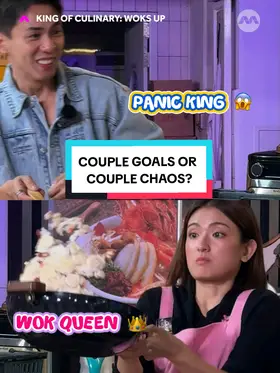 KING OF CULINARY: WOKS UP
PANIC KING 😱
COUPLE GOALS OR
COUPLE CHAOS?
WOK QUEEN 👑